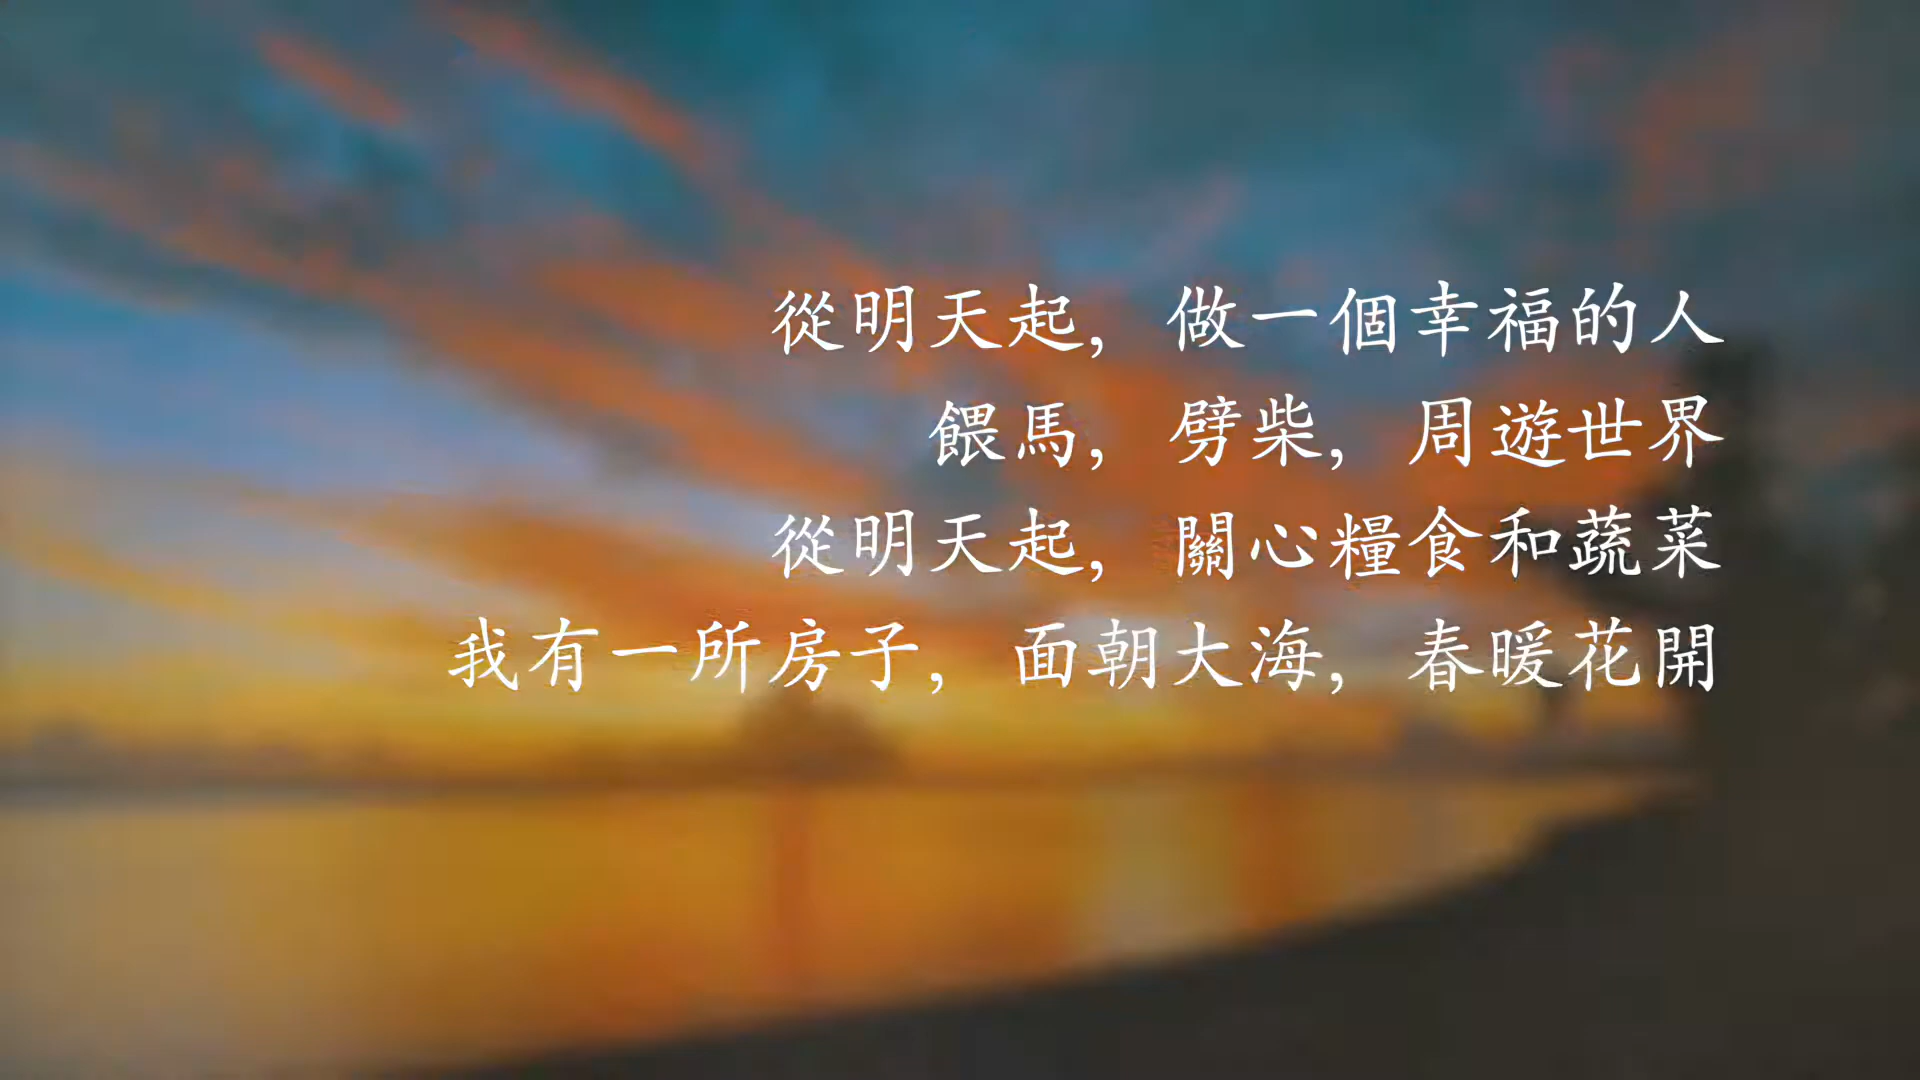 從明天起，做一個幸福的人
餵馬，劈柴，周遊世界
從明天起，關心糧食和蔬菜
我有一所房子，面朝大海，春暖花開